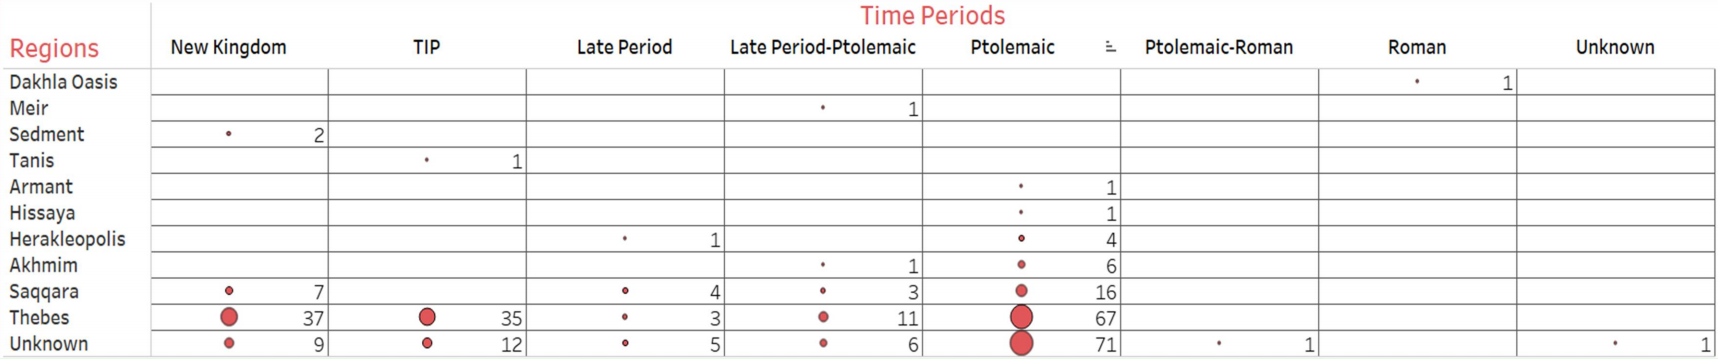 Time Periods
Regions New Kingdom TIP Late Period Late Period-Ptolemaic Ptolemaic Ptolemaic-Roman Roman Unknown
Dakhla Oasis 1
Meir 1
Sedment 2
Tanis 1
Armant 1
Hissaya 1
Herakleopolis 1 4
Akhmim 1 6
Saqqara 7 4 3 16
Thebes 37 35 3 11 67
Unknown 9 12 5 6 71 1 1